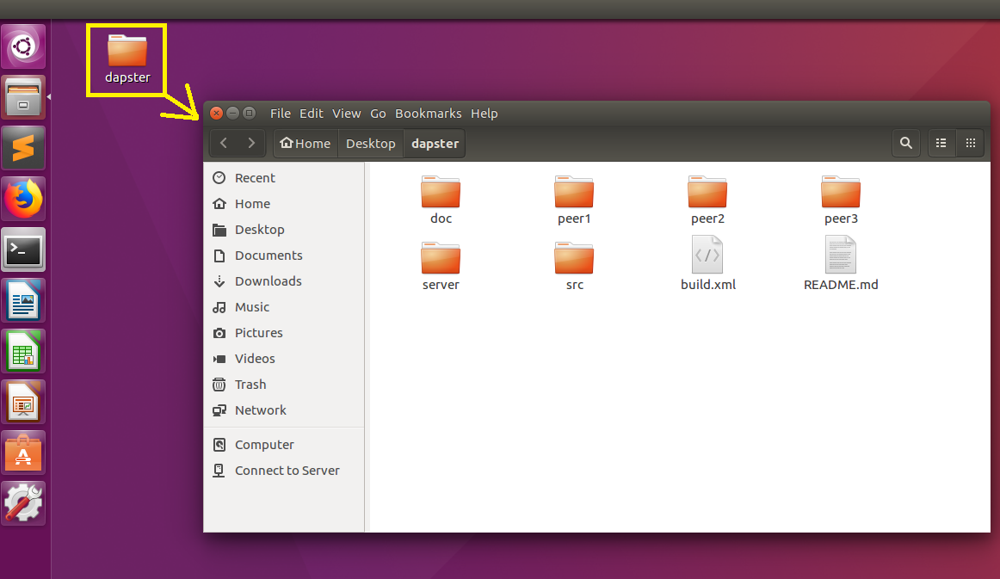 dapster
File Edit View Go Bookmarks Help
Home Desktop dapster
Recent
Home
Desktop
Documents
Downloads
Music
Pictures
Videos
Trash
Network
Computer
Connect to Server
doc peer1 peer2 peer3
server src build.xml README.md